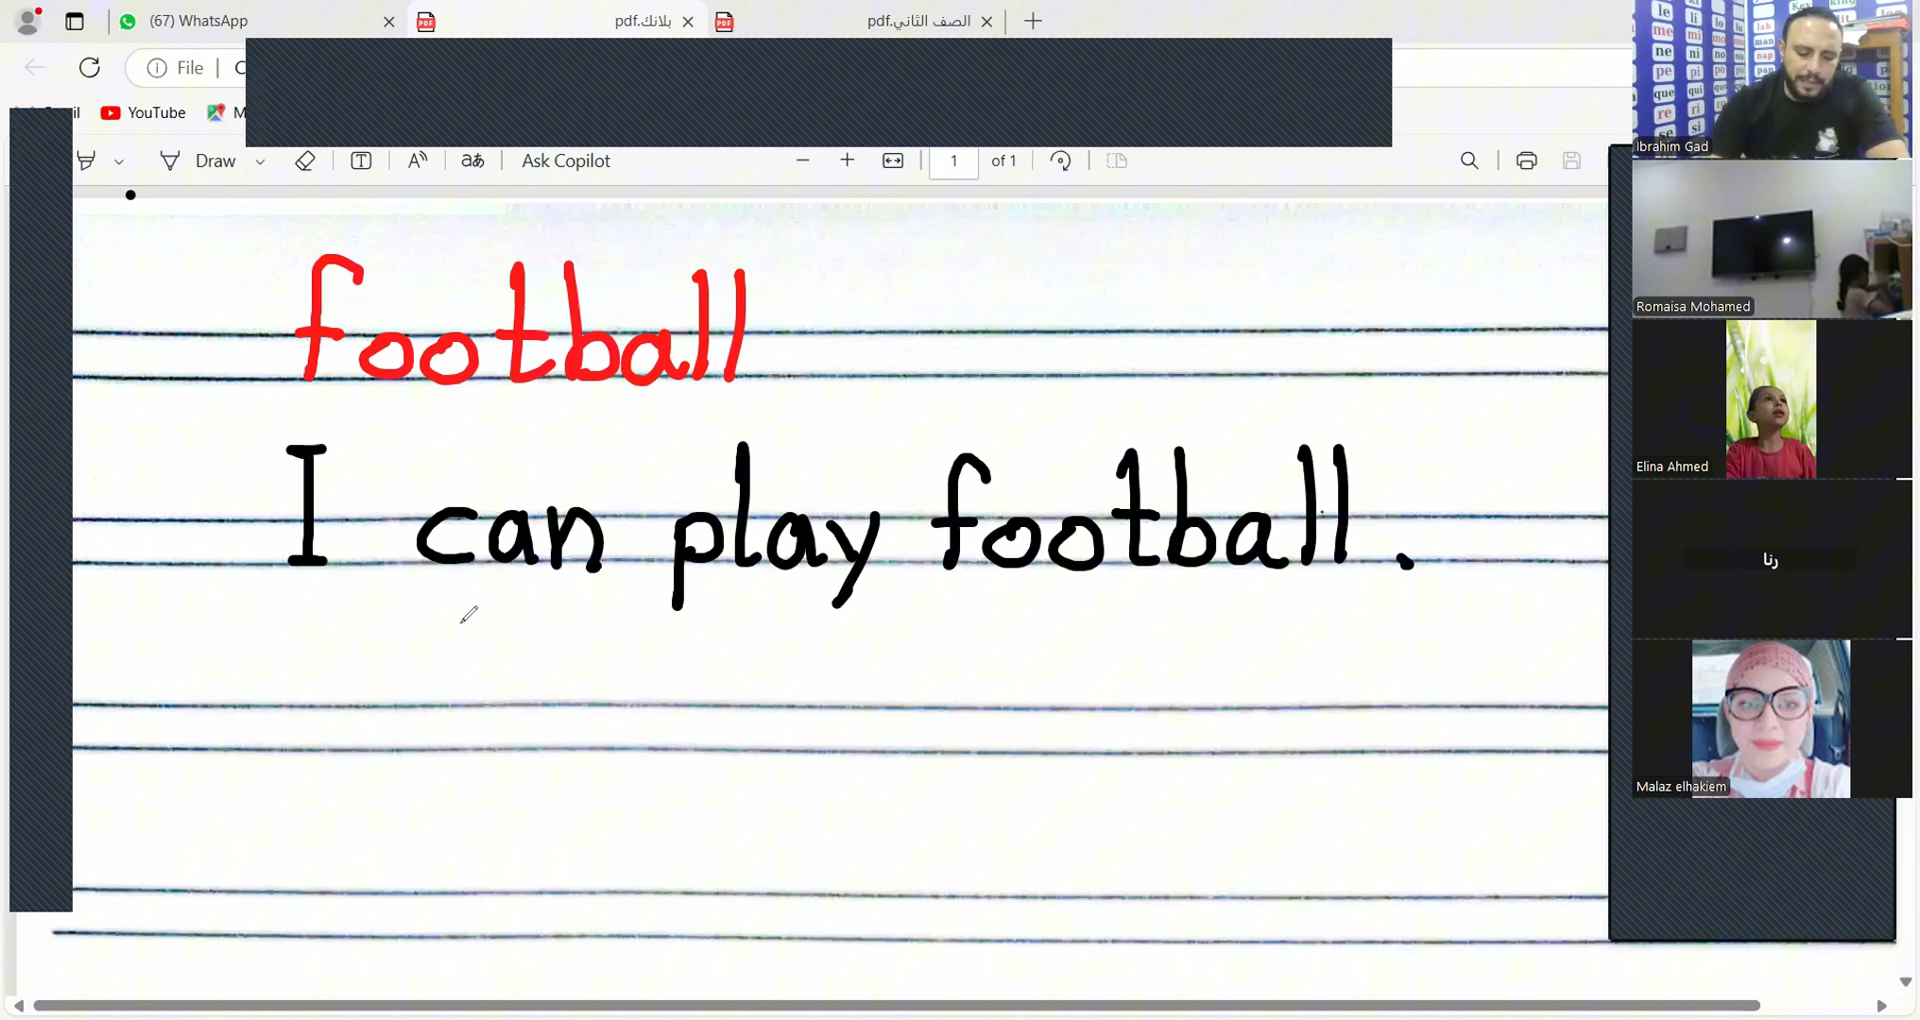 (67) WhatsApp
بلانك.pdf
الصف الثاني.pdf
File
YouTube
Draw
Ask Copilot
1 of 1
football
I can play football.
Ibrahim Gad
Romaisa Mohamed
Elina Ahmed
رنا
Malaz elhakiem